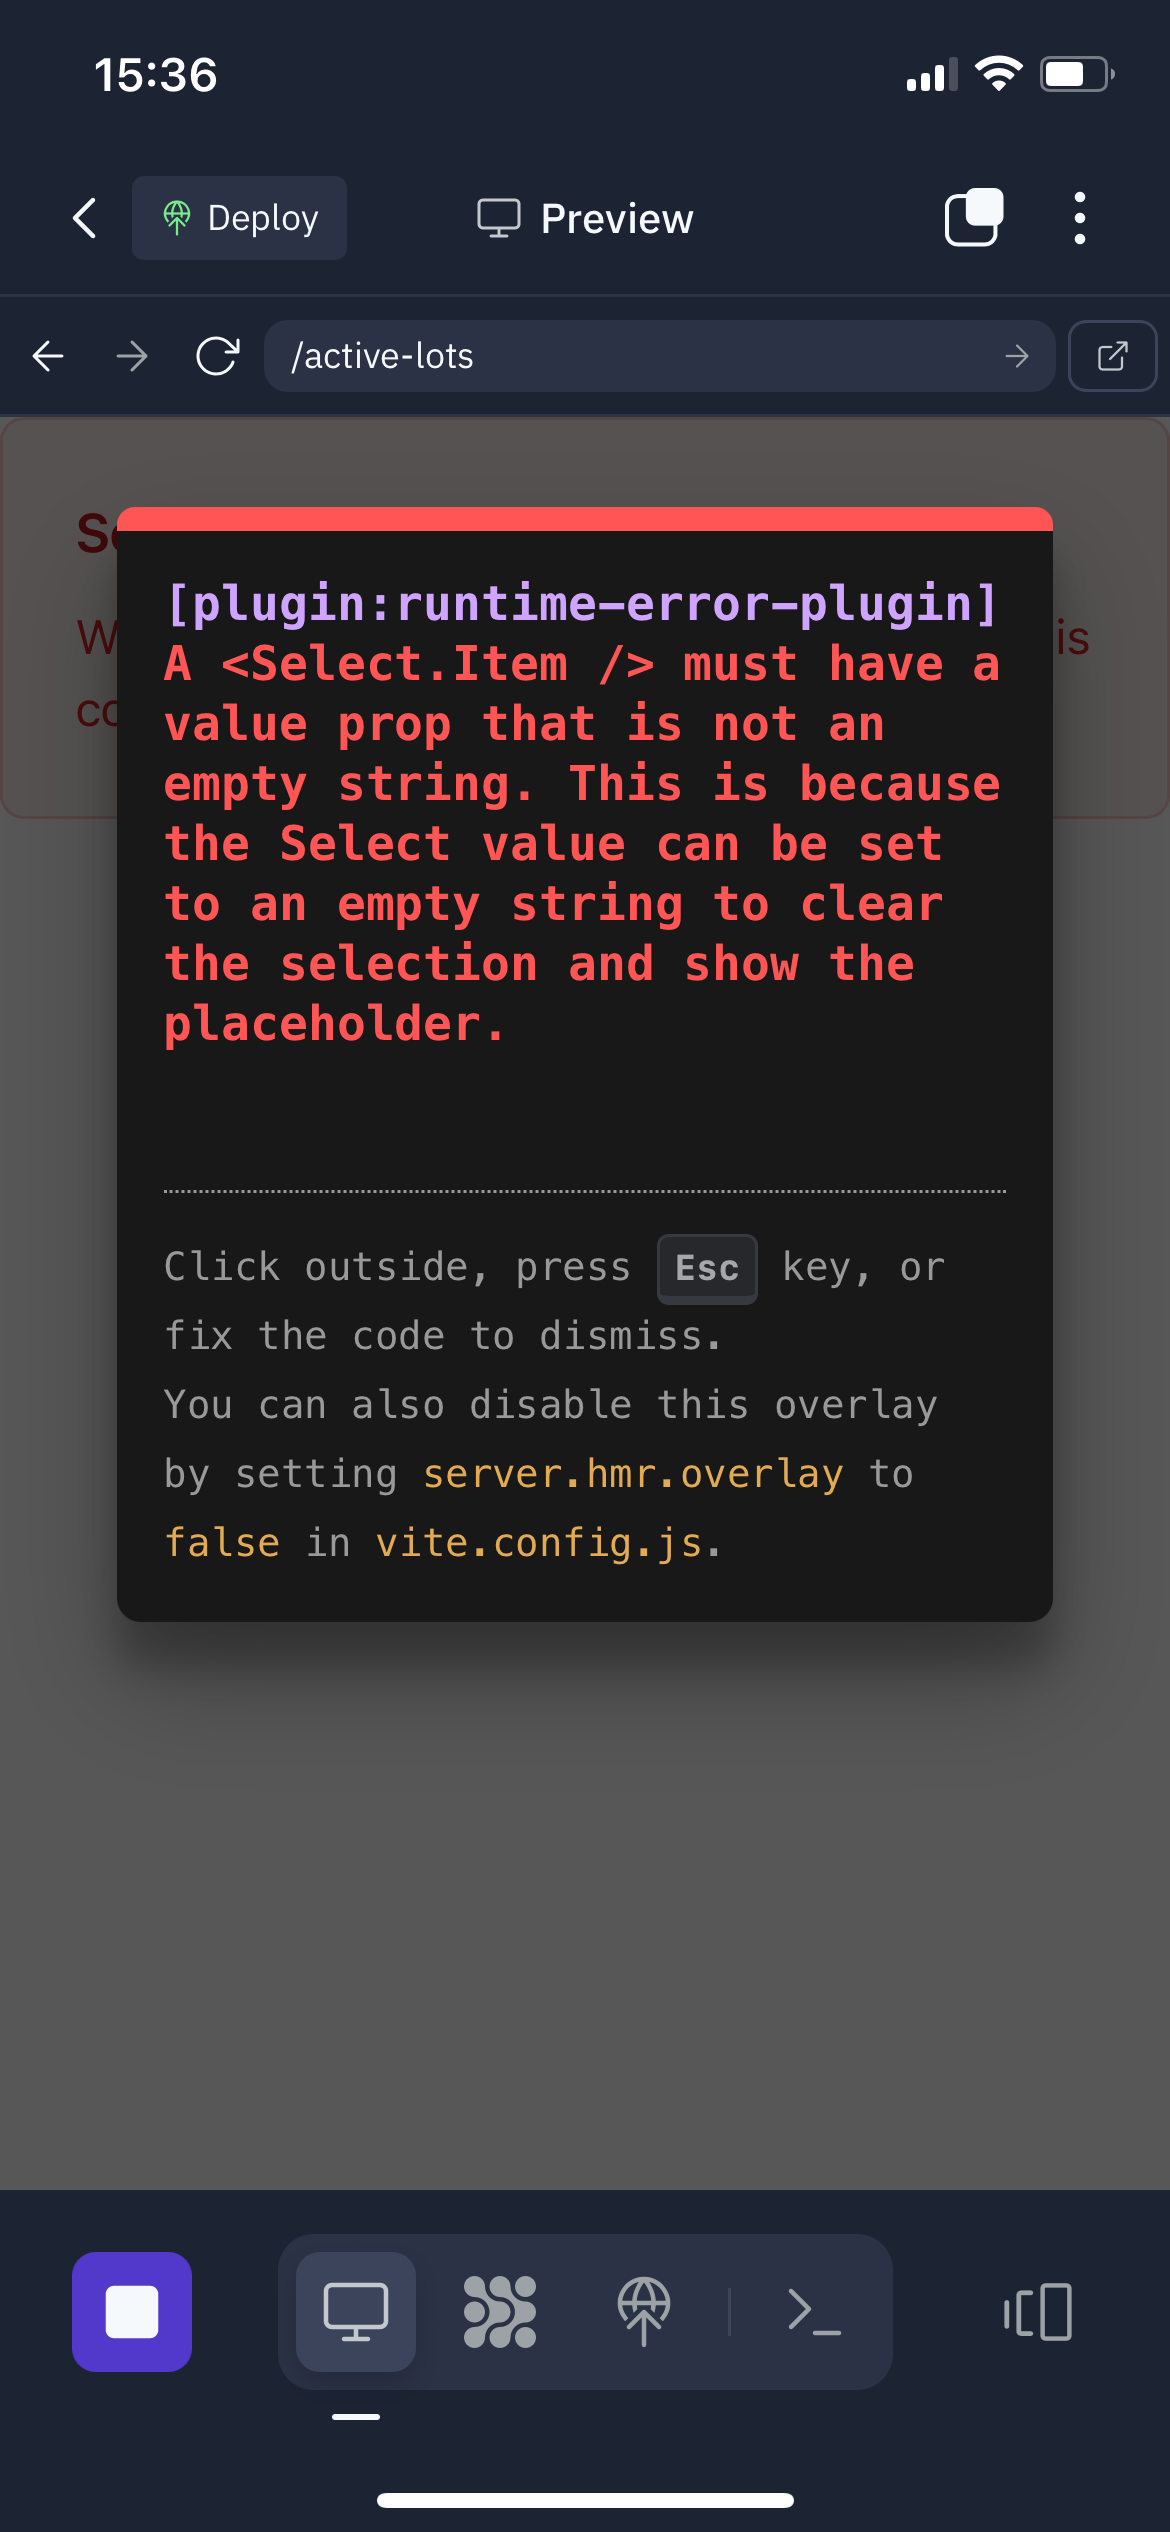 15:36
Deploy
Preview
/active-lots
is
[plugin:runtime-error-plugin]
A <Select.Item /> must have a
value prop that is not an
empty string. This is because
the Select value can be set
to an empty string to clear
the selection and show the
placeholder.
Click outside, press Esc key, or
fix the code to dismiss.
You can also disable this overlay
by setting server.hmr.overlay to
false in vite.config.js.